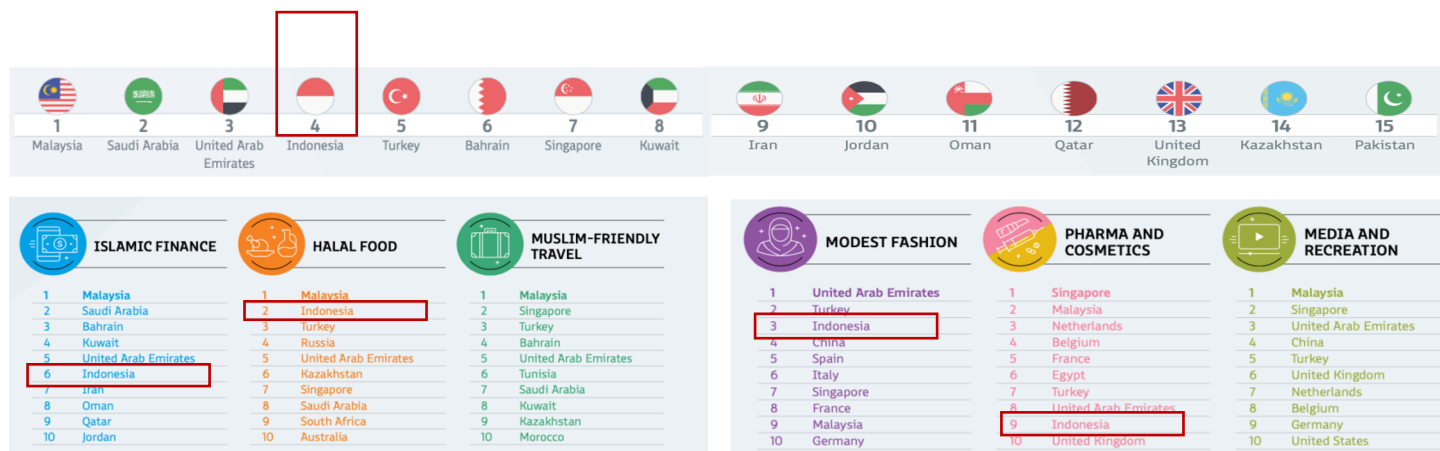 1 2 3 4 5 6 7 8 9 10 11 12 13 14 15
Malaysia Saudi Arabia United Arab Indonesia Turkey Bahrain Singapore Kuwait Iran Jordan Oman Qatar United Kazakhstan Pakistan
Emirates Kingdom
ISLAMIC FINANCE
1 Malaysia
2 Saudi Arabia
3 Bahrain
4 Kuwait
5 United Arab Emirates
6 Indonesia
7 Iran
8 Oman
9 Qatar
10 Jordan
HALAL FOOD
1 Malaysia
2 Indonesia
3 Turkey
4 Russia
5 United Arab Emirates
6 Kazakhstan
7 Singapore
8 Saudi Arabia
9 South Africa
10 Australia
MUSLIM-FRIENDLY
TRAVEL
1 Malaysia
2 Singapore
3 Turkey
4 Bahrain
5 United Arab Emirates
6 Tunisia
7 Saudi Arabia
8 Kuwait
9 Kazakhstan
10 Morocco
MODEST FASHION
1 United Arab Emirates
2 Turkey
3 Indonesia
4 China
5 Spain
6 Italy
7 Singapore
8 France
9 Malaysia
10 Germany
PHARMA AND
COSMETICS
1 Singapore
2 Malaysia
3 Netherlands
4 Belgium
5 France
6 Egypt
7 Turkey
8 United Arab Emirates
9 Indonesia
10 United Kingdom
MEDIA AND
RECREATION
1 Malaysia
2 Singapore
3 United Arab Emirates
4 China
5 Turkey
6 United Kingdom
7 Netherlands
8 Belgium
9 Germany
10 United States